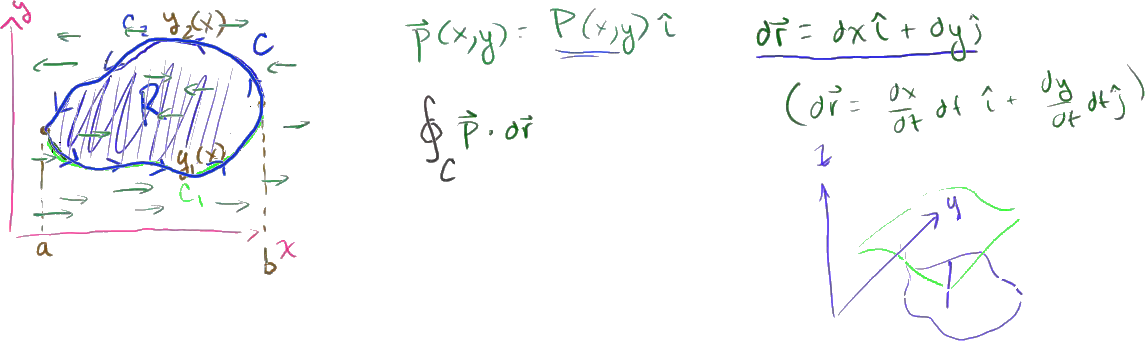 y
C₂ y₂(x) C
R
y₁(x)
C₁
a b x
p⃗(x,y) = P(x,y) î
∮_C p⃗ · dr⃗
dr⃗ = dx î + dy ĵ
(dr⃗ = dx/dt dt î + dy/dt dt ĵ)
z
y